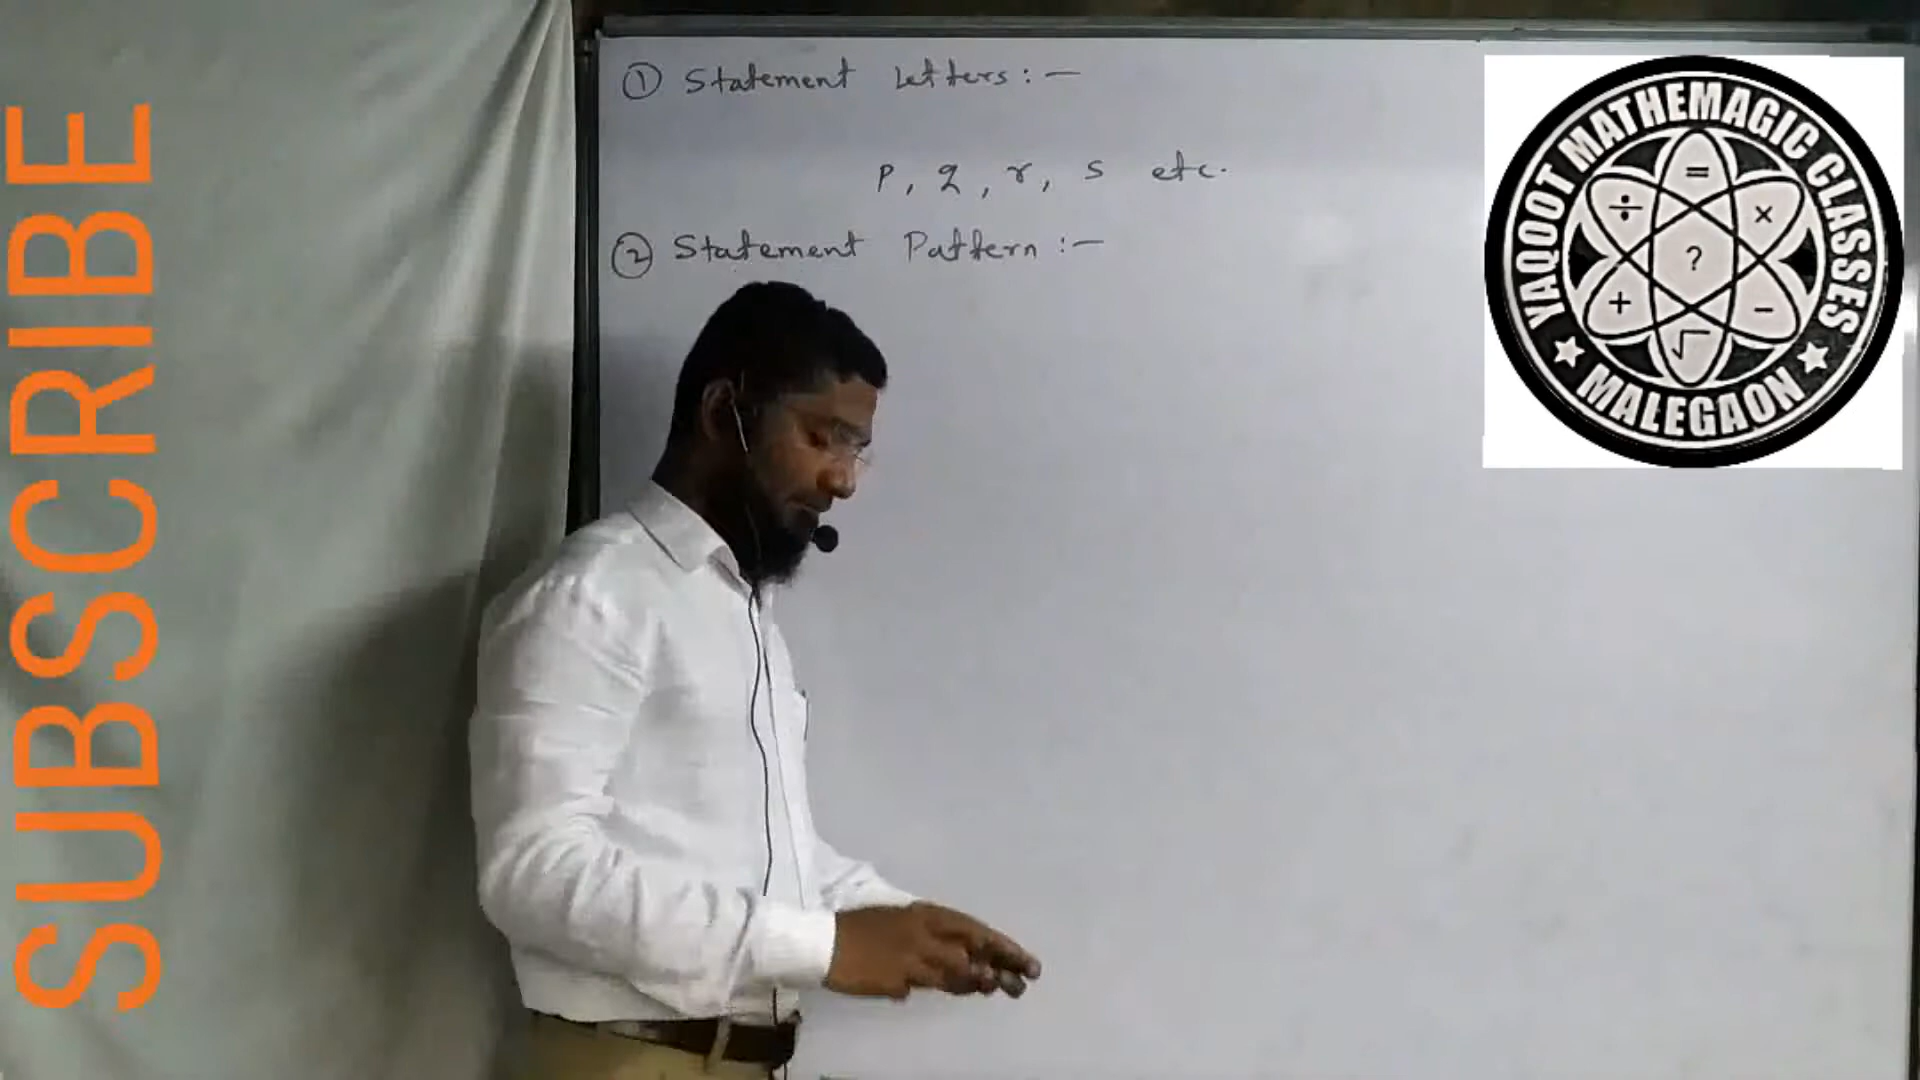 ① Statement Letters :-
p, q, r, s etc.
② Statement Pattern :-
SUBSCRIBE
YAQOOT MATHEMAGIC CLASSES
= ÷ × ? + - √
★ MALEGAON ★